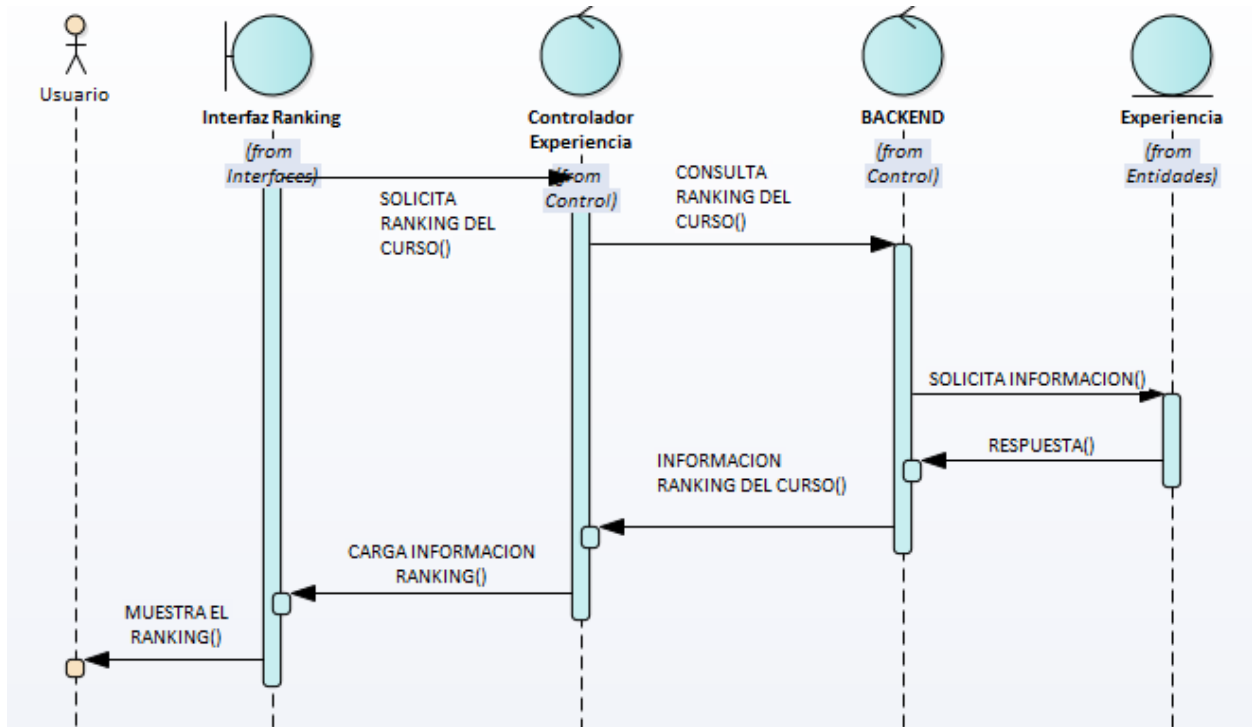 Usuario
Interfaz Ranking
(from
Interfaces)
Controlador
Experiencia
(from
Control)
BACKEND
(from
Control)
Experiencia
(from
Entidades)
SOLICITA
RANKING DEL
CURSO()
CONSULTA
RANKING DEL
CURSO()
SOLICITA INFORMACION()
RESPUESTA()
INFORMACION
RANKING DEL CURSO()
CARGA INFORMACION
RANKING()
MUESTRA EL
RANKING()